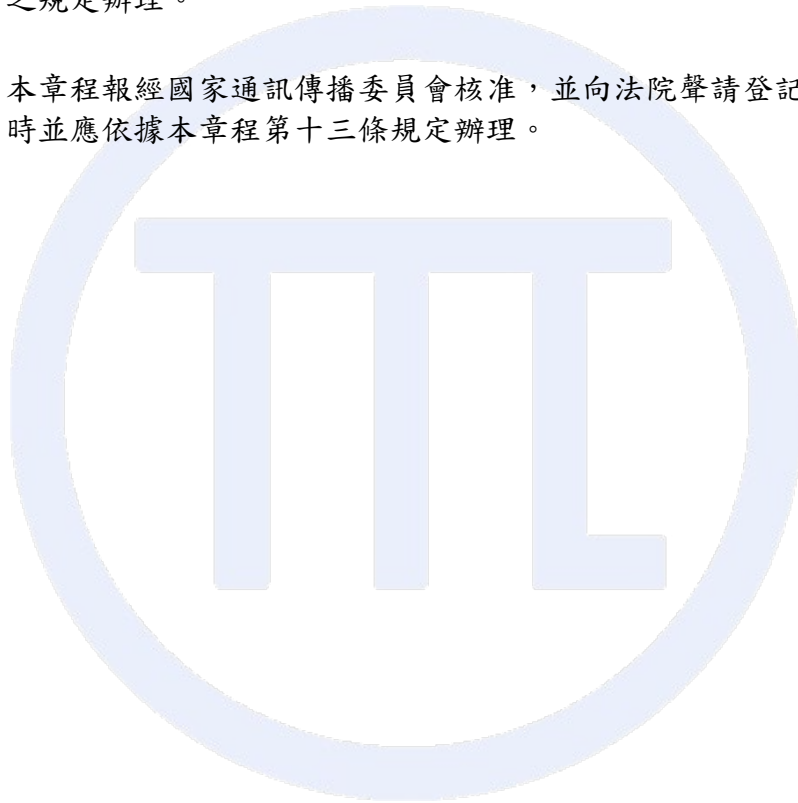 之規定辦理。
本章程報經國家通訊傳播委員會核准，並向法院聲請登記
時並應依據本章程第十三條規定辦理。
TTC